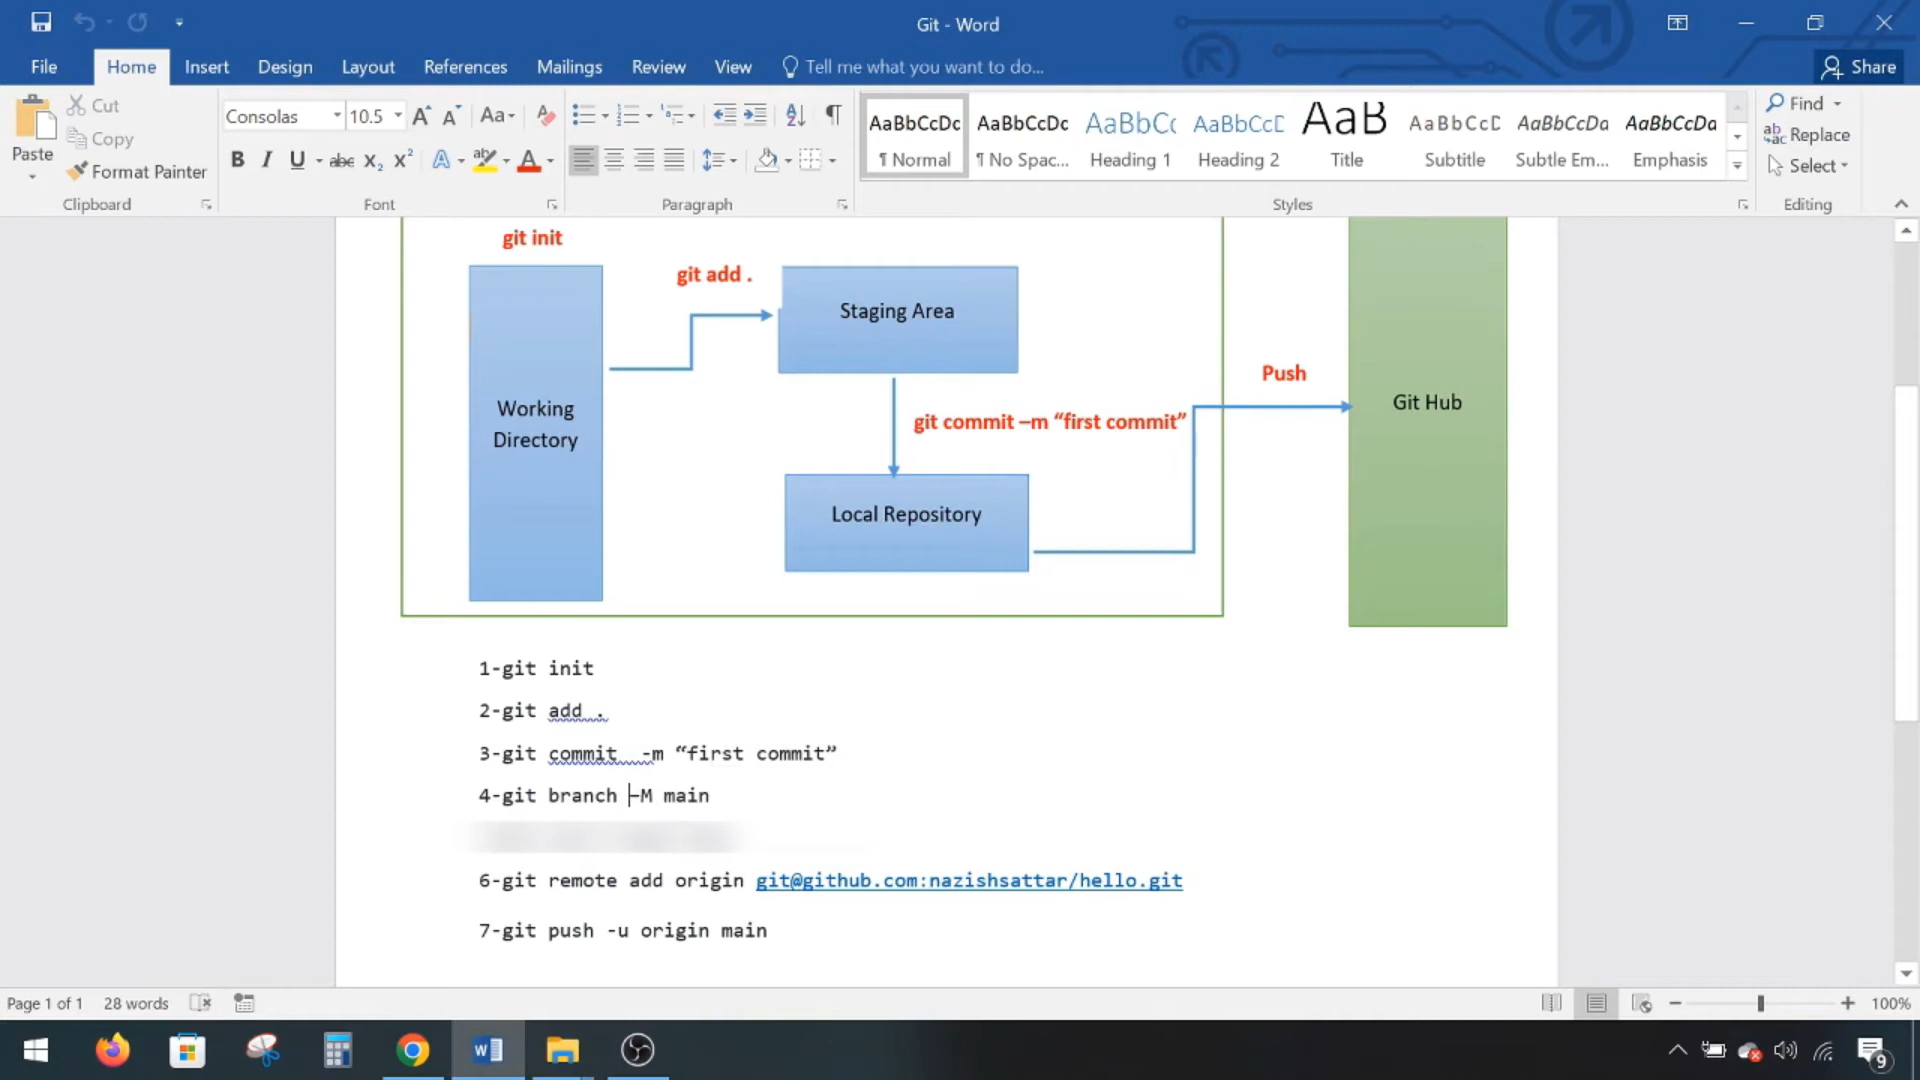 Git - Word
File Home Insert Design Layout References Mailings Review View Tell me what you want to do... Share
Paste
Cut
Copy
Format Painter
Clipboard
Consolas 10.5
Font
Paragraph
AaBbCcDc AaBbCcDc AaBbCc AaBbCcD AaB AaBbCcD AaBbCcDa AaBbCcDa
¶ Normal ¶ No Spac... Heading 1 Heading 2 Title Subtitle Subtle Em... Emphasis
Styles
Find
Replace
Select
Editing
git init
git add .
Staging Area
Working
Directory
git commit –m “first commit”
Local Repository
Push
Git Hub
1-git init
2-git add .
3-git commit  -m “first commit”
4-git branch -M main
6-git remote add origin git@github.com:nazishsattar/hello.git
7-git push -u origin main
Page 1 of 1 28 words 100%
9